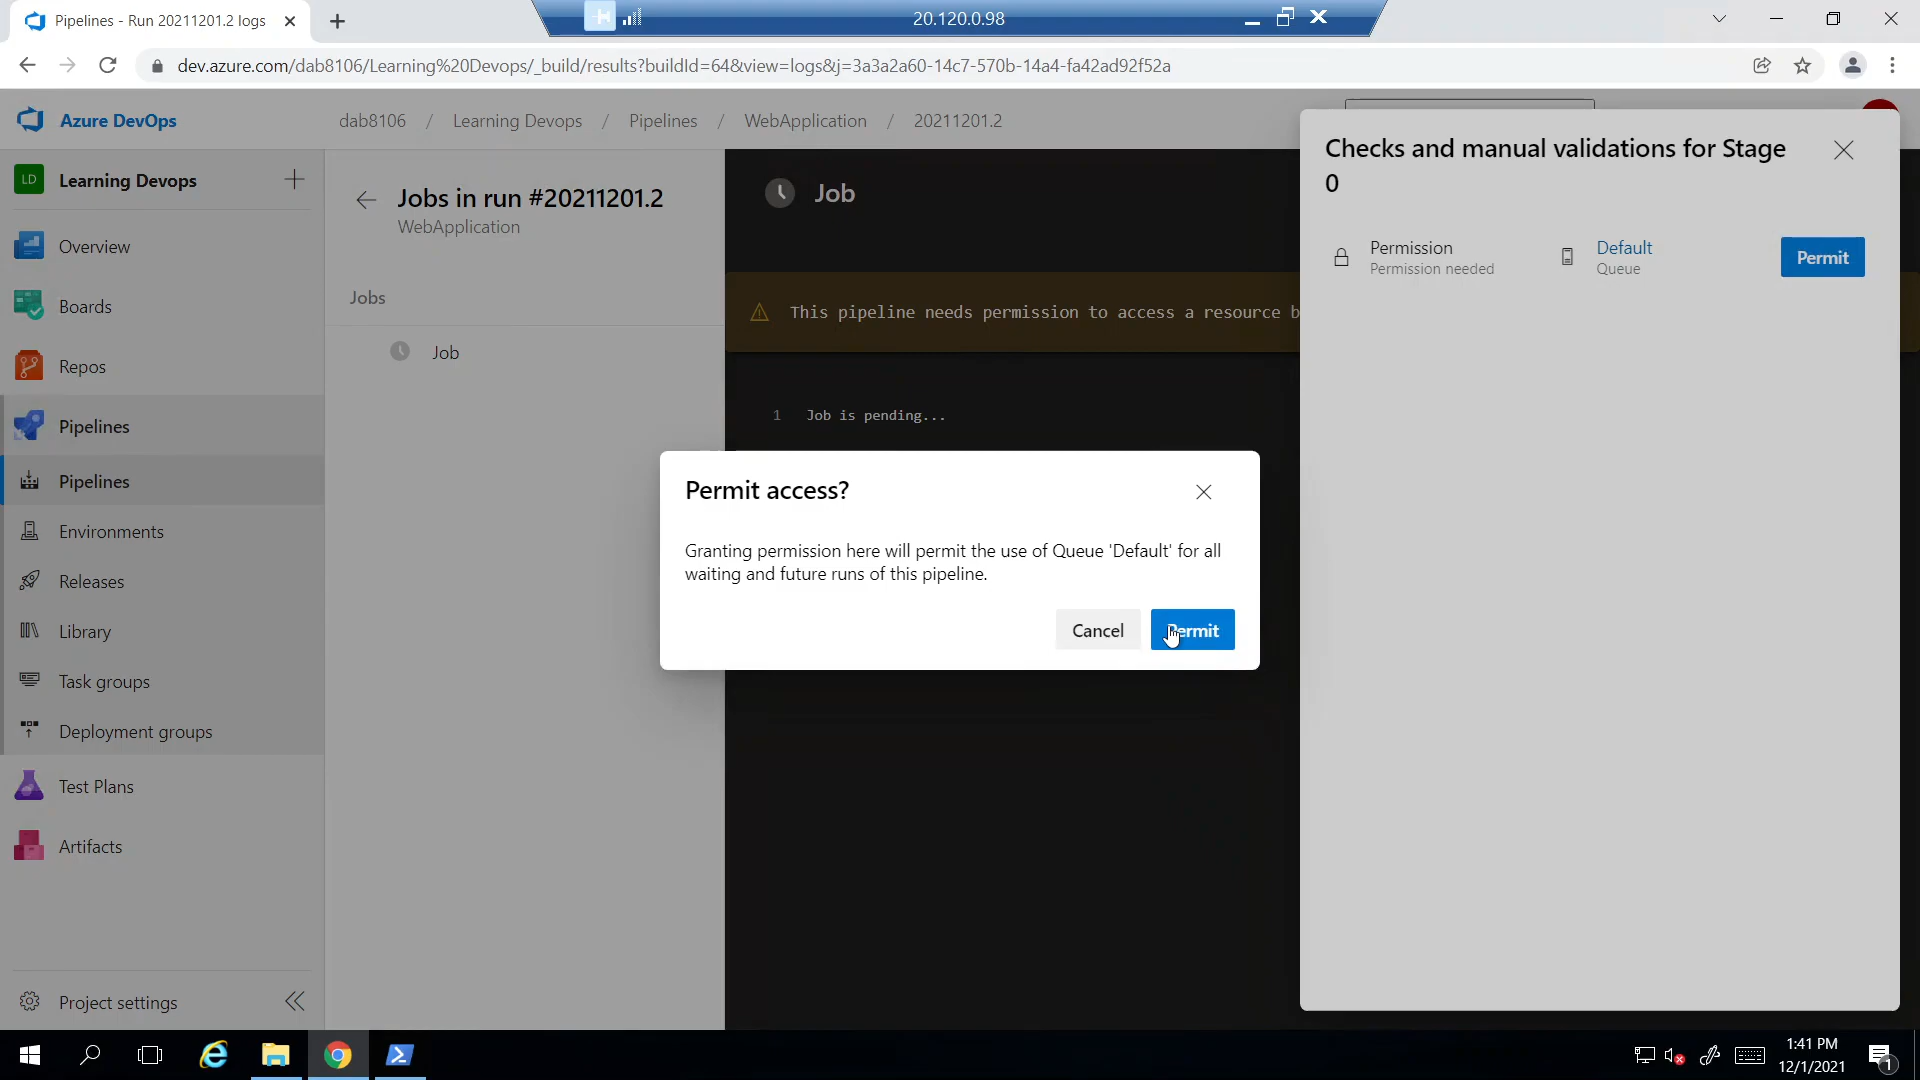 Pipelines - Run 20211201.2 logs
20.120.0.98
dev.azure.com/dab8106/Learning%20Devops/_build/results?buildId=64&view=logs&j=3a3a2a60-14c7-570b-14a4-fa42ad92f52a
Azure DevOps
dab8106 / Learning Devops / Pipelines / WebApplication / 20211201.2
LD Learning Devops
Overview
Boards
Repos
Pipelines
Pipelines
Environments
Releases
Library
Task groups
Deployment groups
Test Plans
Artifacts
Project settings
Jobs in run #20211201.2
WebApplication
Jobs
Job
Job
This pipeline needs permission to access a resource b
1 Job is pending...
Checks and manual validations for Stage
0
Permission
Permission needed
Default
Queue
Permit
Permit access?
Granting permission here will permit the use of Queue 'Default' for all
waiting and future runs of this pipeline.
Cancel
Permit
1:41 PM
12/1/2021
1